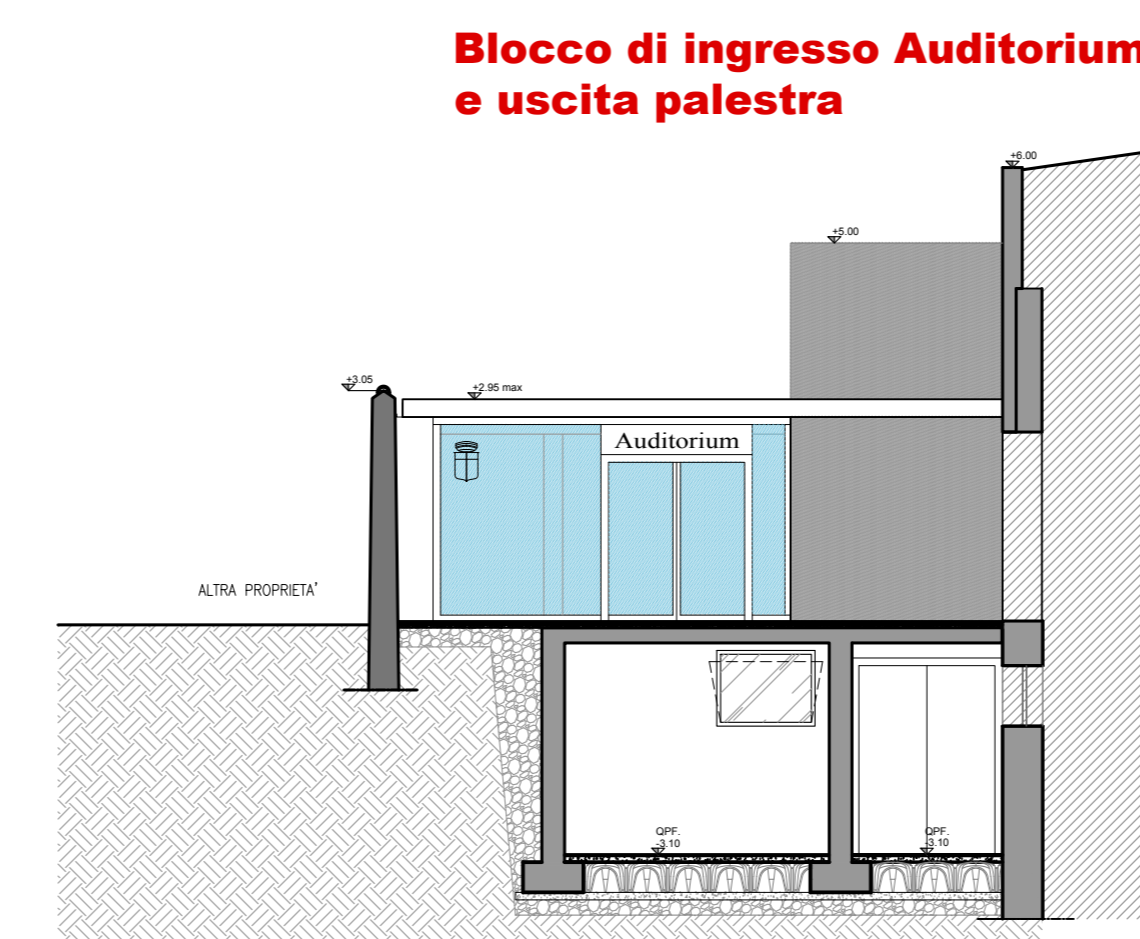 Blocco di ingresso Auditorium
e uscita palestra
+6.00
+5.00
+3.05
+2.95 max
Auditorium
ALTRA PROPRIETA'
QPF.
-3.10
QPF.
-3.10